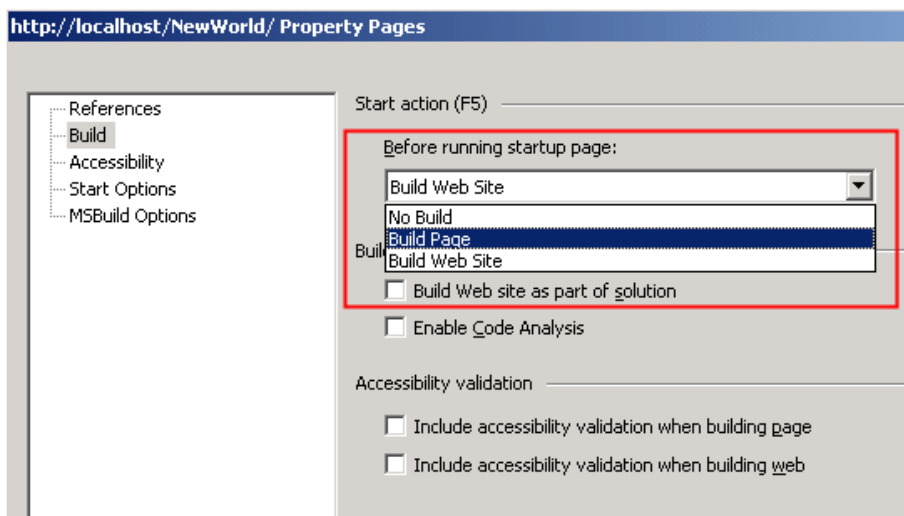 http://localhost/NewWorld/ Property Pages
References
Build
Accessibility
Start Options
MSBuild Options
Start action (F5)
Before running startup page:
Build Web Site
No Build
Build Page
Build Web Site
Build Web site as part of solution
Enable Code Analysis
Accessibility validation
Include accessibility validation when building page
Include accessibility validation when building web